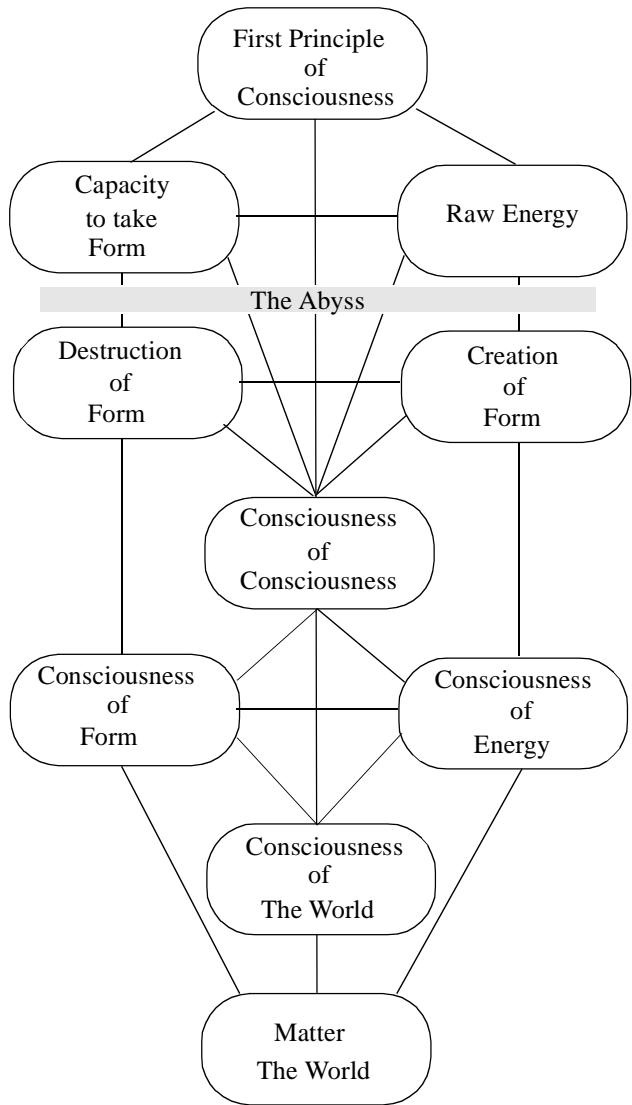 First Principle
of
Consciousness
Capacity
to take
Form
Raw Energy
The Abyss
Destruction
of
Form
Creation
of
Form
Consciousness
of
Consciousness
Consciousness
of
Form
Consciousness
of
Energy
Consciousness
of
The World
Matter
The World